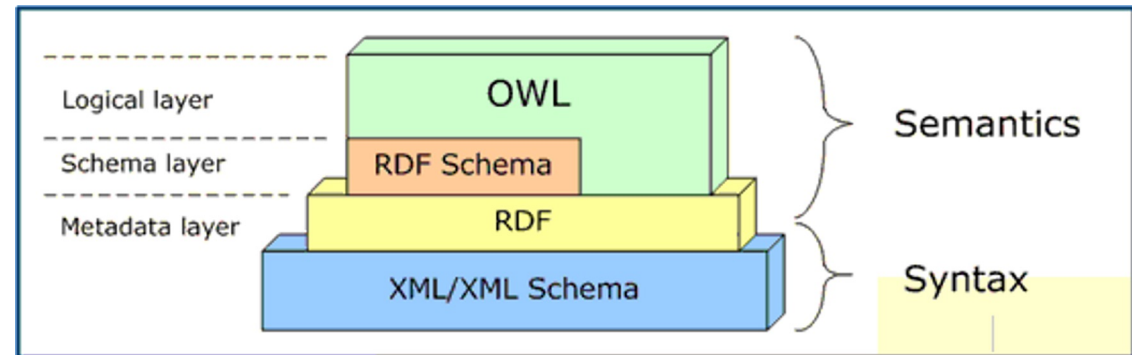 Logical layer
OWL
Semantics
Schema layer
RDF Schema
Metadata layer
RDF
XML/XML Schema
Syntax